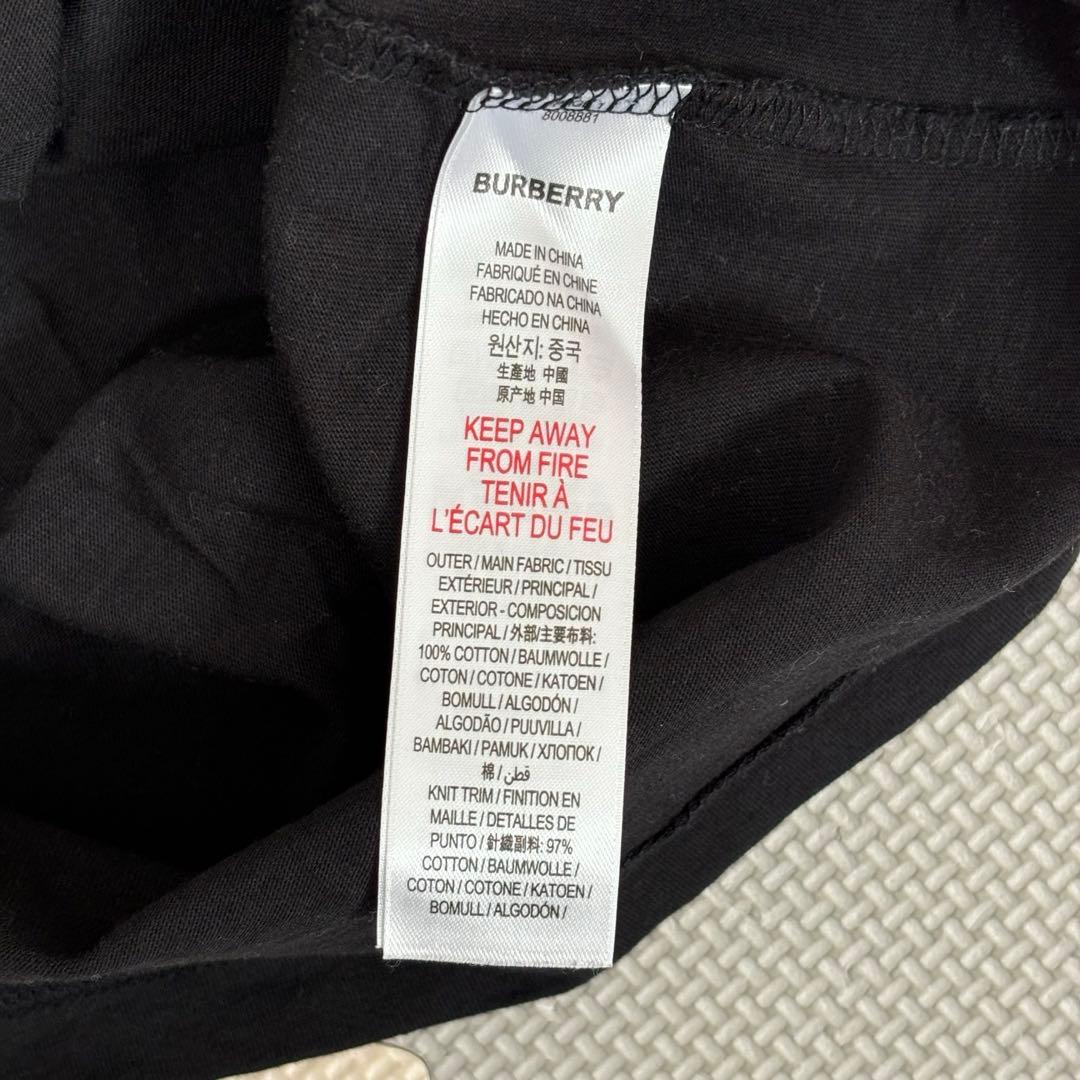 8008881
BURBERRY
MADE IN CHINA
FABRIQUÉ EN CHINE
FABRICADO NA CHINA
HECHO EN CHINA
원산지: 중국
生產地 中國
原产地 中国
KEEP AWAY
FROM FIRE
TENIR À
L'ÉCART DU FEU
OUTER / MAIN FABRIC / TISSU
EXTÉRIEUR / PRINCIPAL /
EXTERIOR - COMPOSICION
PRINCIPAL / 外部/主要布料:
100% COTTON / BAUMWOLLE /
COTON / COTONE / KATOEN /
BOMULL / ALGODÓN /
ALGODÃO / PUUVILLA /
BAMBAKI / PAMUK / ХЛОПОК /
棉 / قطن /
KNIT TRIM / FINITION EN
MAILLE / DETALLES DE
PUNTO / 針織副料: 97%
COTTON / BAUMWOLLE /
COTON / COTONE / KATOEN /
BOMULL / ALGODÓN /